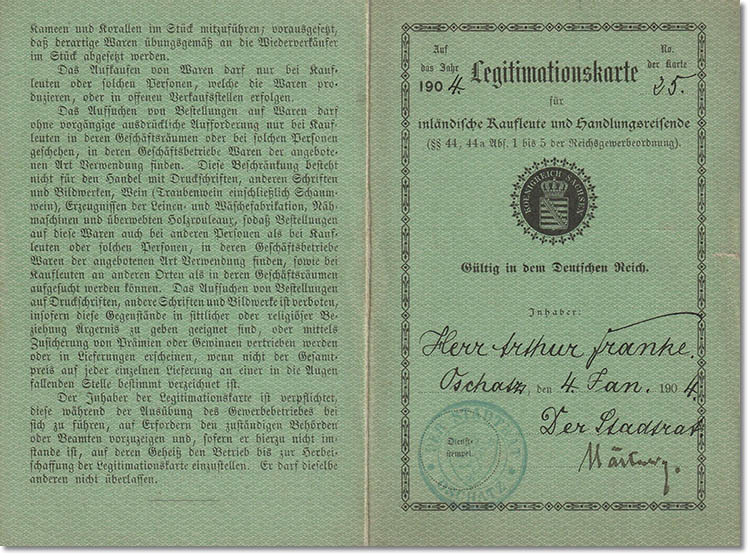 Kameen und Korallen im Stück mitzuführen; vorausgesetzt,
daß derartige Waren übungsgemäß an die Wiederverkäufer
im Stück abgesetzt werden.
Das Aufkaufen von Waren darf nur bei Kauf-
leuten oder solchen Personen, welche die Waren pro-
duzieren, oder in offenen Verkaufsstellen erfolgen.
Das Aufsuchen von Bestellungen auf Waren darf
ohne vorgängige ausdrückliche Aufforderung nur bei Kauf-
leuten in deren Geschäftsräumen oder bei solchen Personen
geschehen, in deren Geschäftsbetriebe Waren der angebote-
nen Art Verwendung finden. Diese Beschränkung besteht
nicht für den Handel mit Druckschriften, anderen Schriften
und Bildwerken, Wein (Traubenwein einschließlich Schaum-
wein), Erzeugnissen der Leinen- und Wäschefabrikation, Näh-
maschinen und überwebten Holzrouleaux, sodaß Bestellungen
auf diese Waren auch bei anderen Personen als bei Kauf-
leuten oder solchen Personen, in deren Geschäftsbetriebe
Waren der angebotenen Art Verwendung finden, sowie bei
Kaufleuten an anderen Orten als in deren Geschäftsräumen
aufgesucht werden können. Das Aufsuchen von Bestellungen
auf Druckschriften, andere Schriften und Bildwerke ist verboten,
insofern diese Gegenstände in sittlicher oder religiöser Be-
ziehung Ärgernis zu geben geeignet sind, oder mittels
Zusicherung von Prämien oder Gewinnen vertrieben werden
oder in Lieferungen erscheinen, wenn nicht der Gesamt-
preis auf jeder einzelnen Lieferung an einer in die Augen
fallenden Stelle bestimmt verzeichnet ist.
Der Inhaber der Legitimationskarte ist verpflichtet,
diese während der Ausübung des Gewerbebetriebes bei
sich zu führen, auf Erfordern den zuständigen Behörden
oder Beamten vorzuzeigen und, sofern er hierzu nicht im-
stande ist, auf deren Geheiß den Betrieb bis zur Herbei-
schaffung der Legitimationskarte einzustellen. Er darf dieselbe
anderen nicht überlassen.
Auf
das Jahr
1904
Legitimationskarte
No.
der Karte
25.
für
inländische Kaufleute und Handlungsreisende
(§§ 44, 44a Abs. 1 bis 5 der Reichsgewerbeordnung).
KOENIGREICH SACHSEN
Gültig in dem Deutschen Reich.
Inhaber:
Herr Arthur Franke.
Oschatz, den 4. Jan. 1904.
Der Stadtrat
Dienst-
stempel.
DER STADTRAT
OSCHATZ